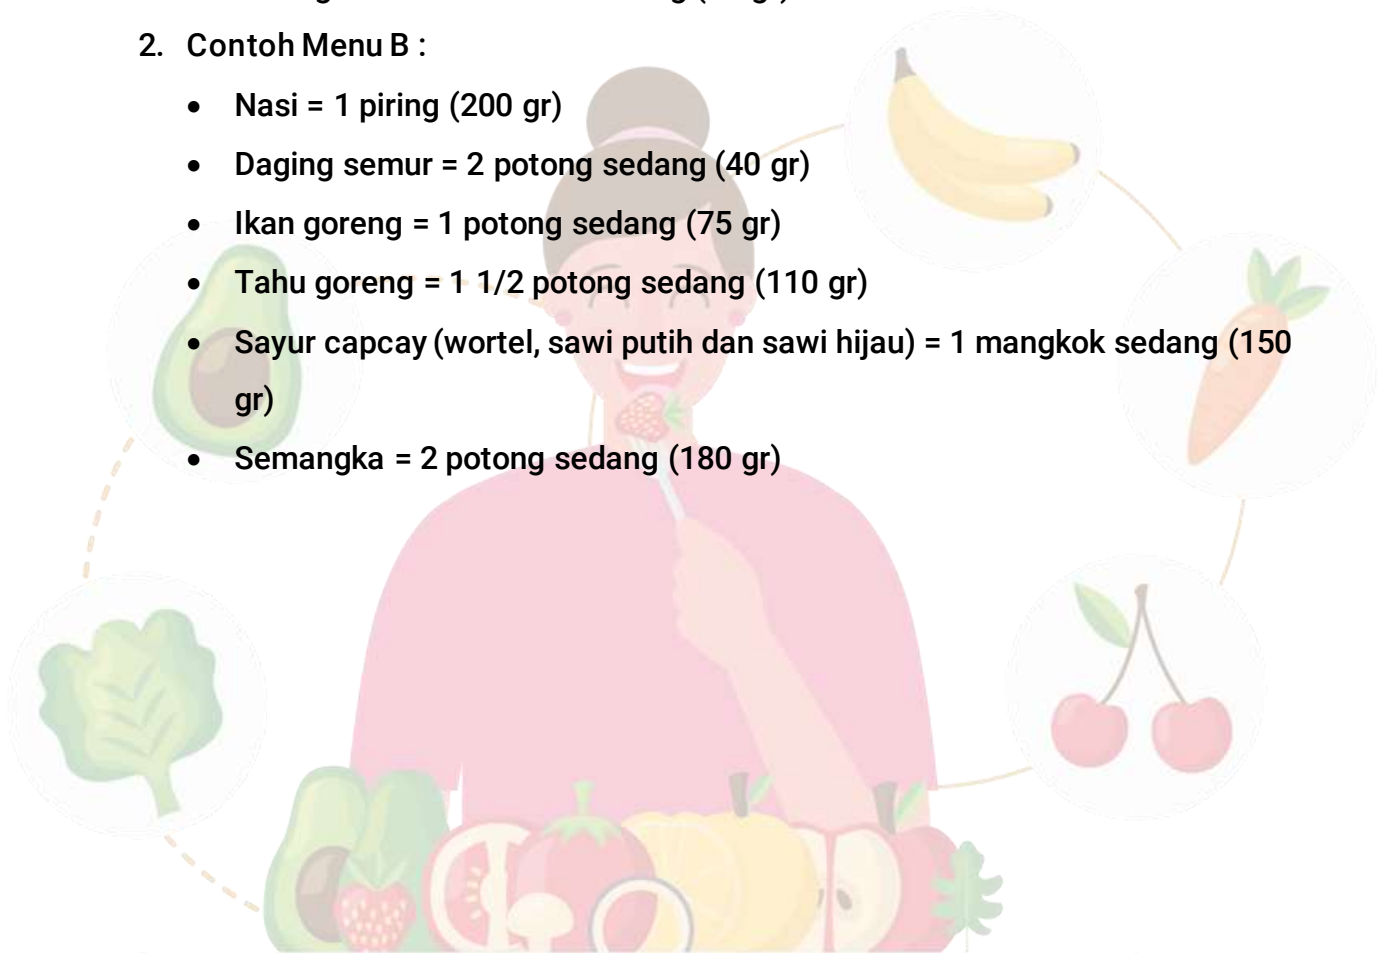 2. Contoh Menu B :
• Nasi = 1 piring (200 gr)
• Daging semur = 2 potong sedang (40 gr)
• Ikan goreng = 1 potong sedang (75 gr)
• Tahu goreng = 1 1/2 potong sedang (110 gr)
• Sayur capcay (wortel, sawi putih dan sawi hijau) = 1 mangkok sedang (150
gr)
• Semangka = 2 potong sedang (180 gr)